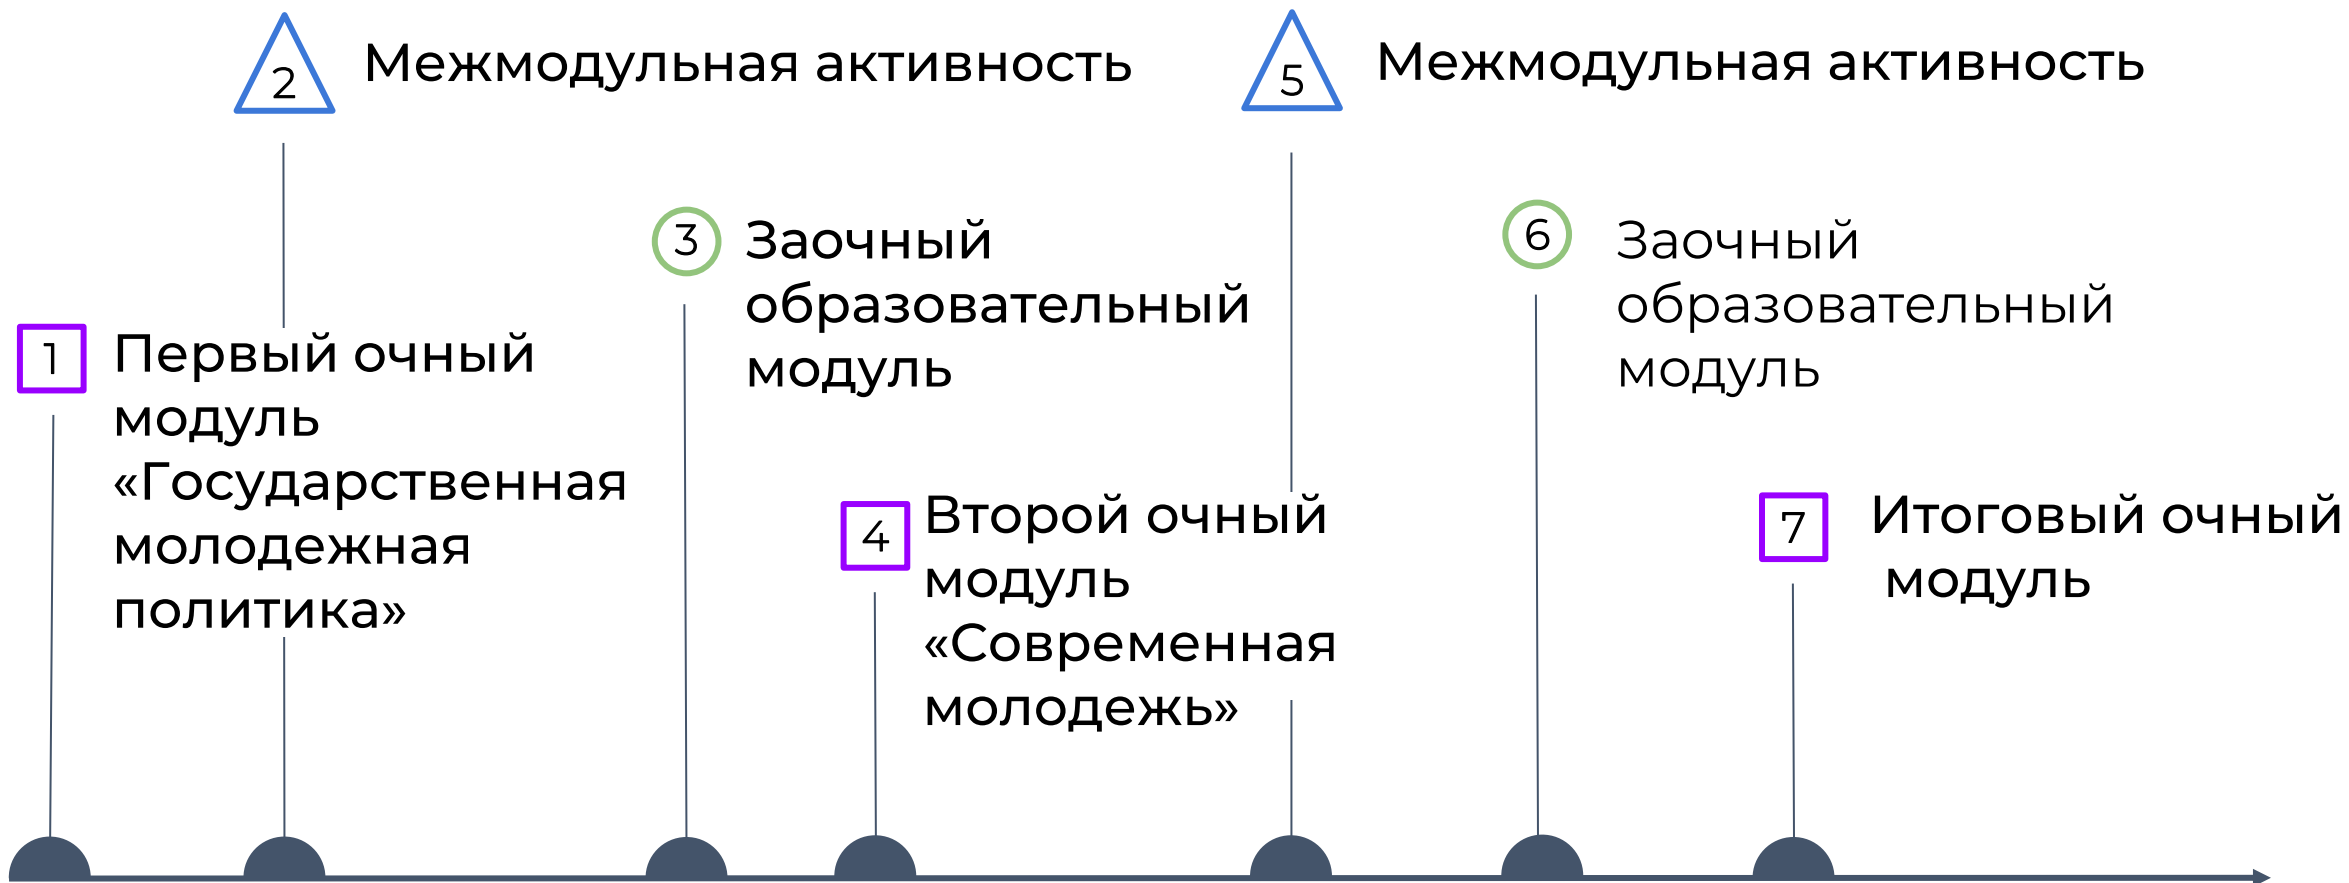 1
Первый очный
модуль
«Государственная
молодежная
политика»
2
Межмодульная активность
3
Заочный
образовательный
модуль
4
Второй очный
модуль
«Современная
молодежь»
5
Межмодульная активность
6
Заочный
образовательный
модуль
7
Итоговый очный
модуль